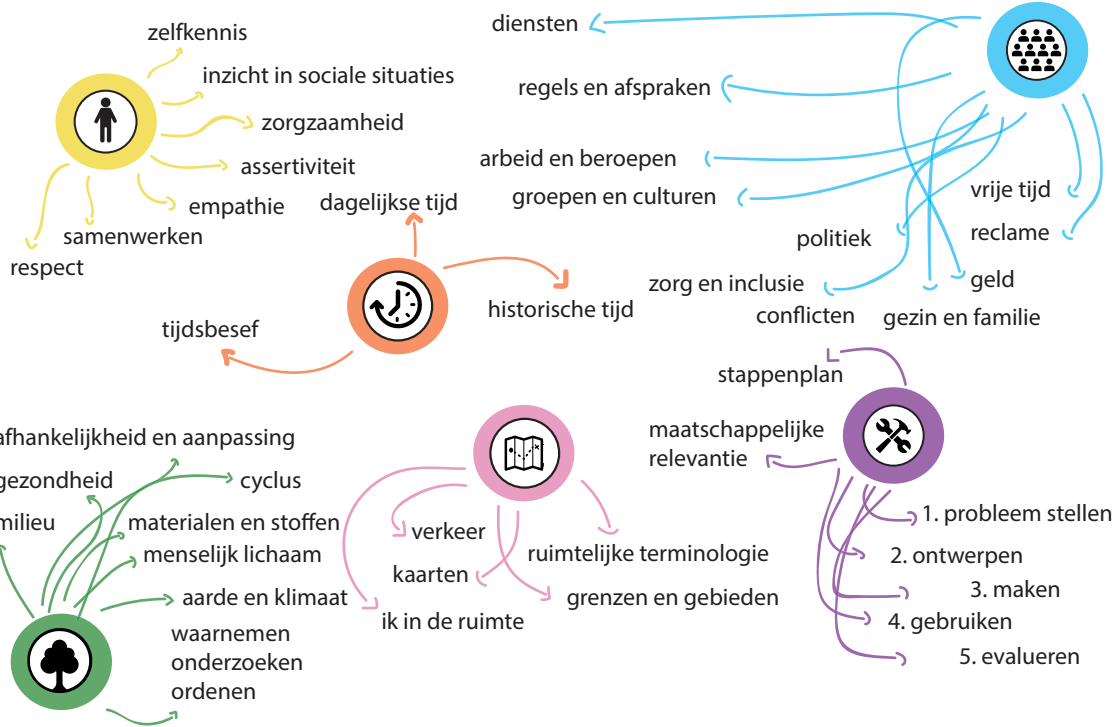 zelfkennis
inzicht in sociale situaties
zorgzaamheid
assertiviteit
empathie
samenwerken
respect
dagelijkse tijd
historische tijd
tijdsbesef
diensten
regels en afspraken
arbeid en beroepen
groepen en culturen
vrije tijd
reclame
politiek
geld
zorg en inclusie
conflicten
gezin en familie
stappenplan
maatschappelijke
relevantie
1. probleem stellen
2. ontwerpen
3. maken
4. gebruiken
5. evalueren
afhankelijkheid en aanpassing
gezondheid
cyclus
milieu
materialen en stoffen
menselijk lichaam
aarde en klimaat
waarnemen
onderzoeken
ordenen
verkeer
kaarten
ik in de ruimte
ruimtelijke terminologie
grenzen en gebieden